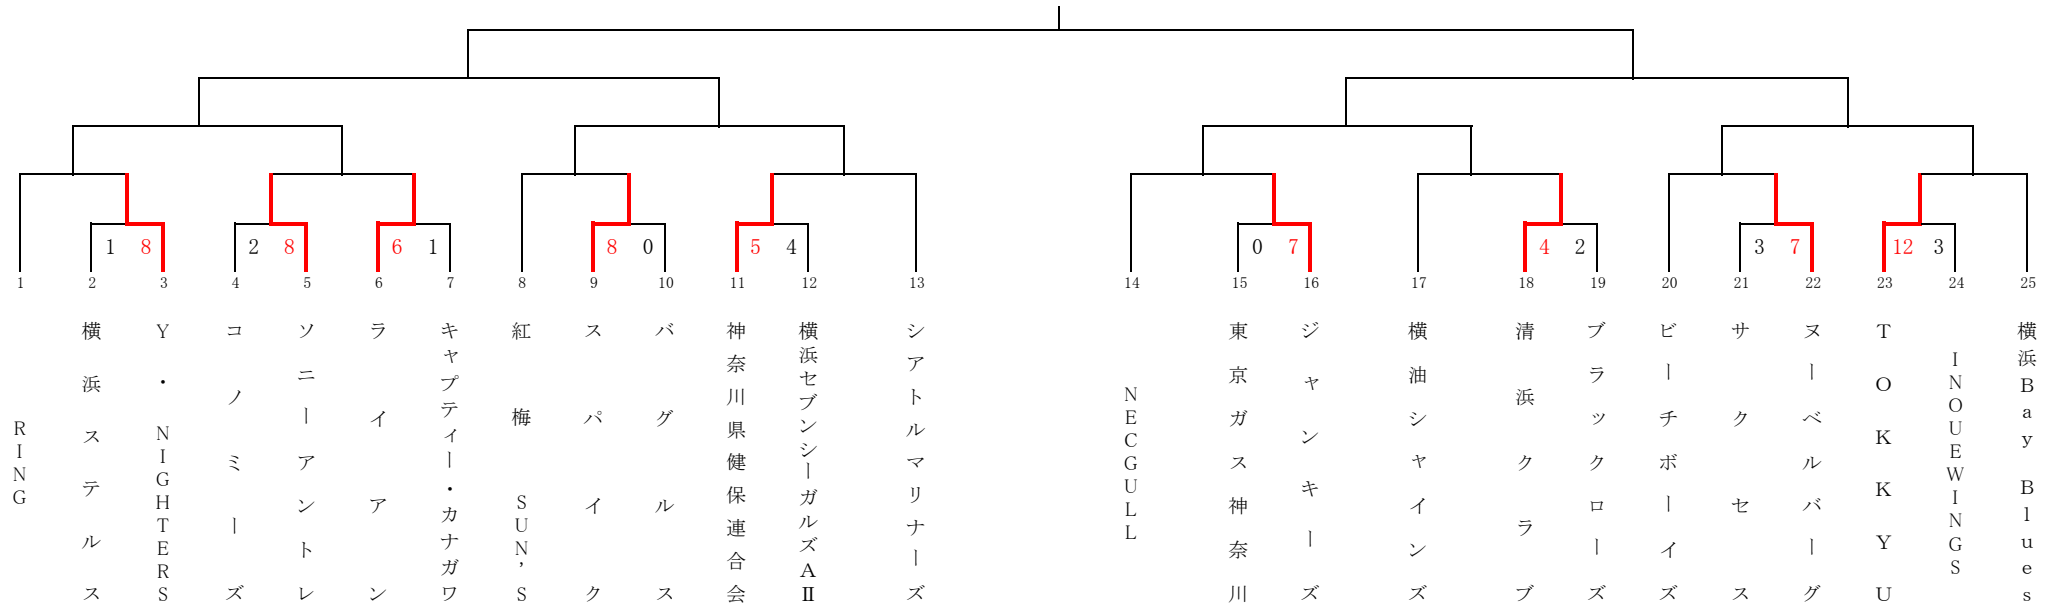 1 8 2 8 6 1 8 0 5 4 0 7 4 2 3 7 12 3
1 2 3 4 5 6 7 8 9 10 11 12 13 14 15 16 17 18 19 20 21 22 23 24 25
RING
横浜ステルス
Y・NIGHTERS
コノミーズ
ソニーアントレ
ライアン
キャプティー・カナガワ
紅梅SUN’S
スパイク
バグルス
神奈川県健保連合会
横浜セブンシーガルズAⅡ
シアトルマリナーズ
NECGULL
東京ガス神奈川
ジャンキーズ
横油シャインズ
清浜クラブ
ブラックローズ
ビーチボーイズ
サクセス
ヌーベルバーグ
TOKKYU
INOUEWINGS
横浜Bay Blues